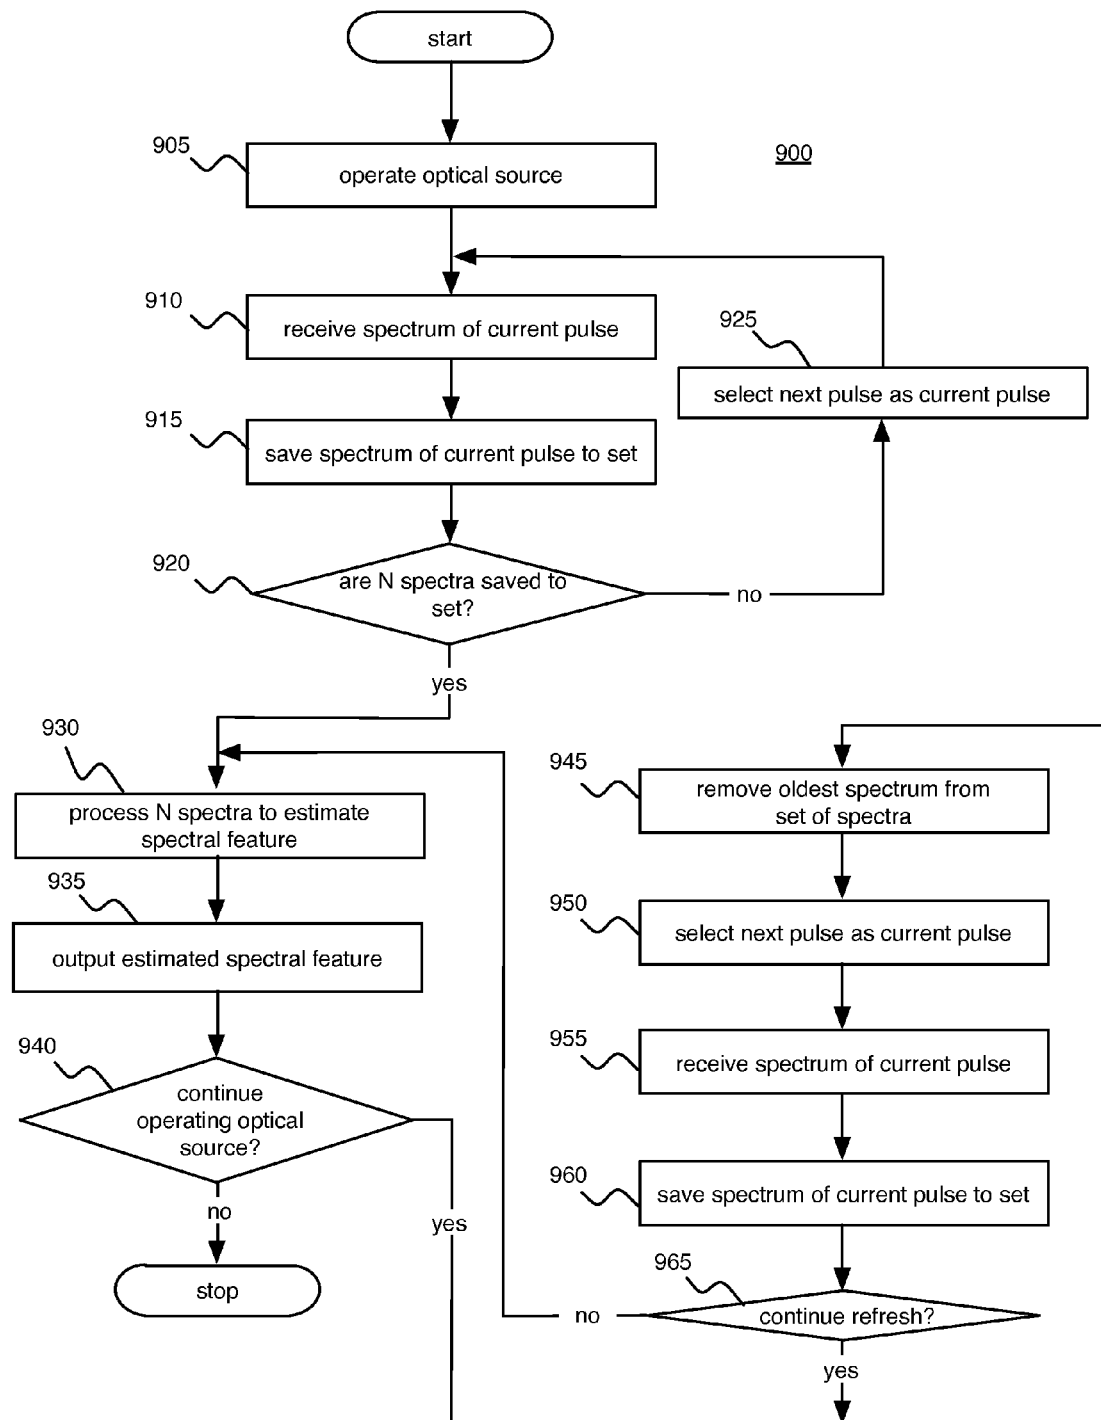 start
905
operate optical source
900
910
receive spectrum of current pulse
925
select next pulse as current pulse
915
save spectrum of current pulse to set
920
are N spectra saved to
set?
no
yes
930
process N spectra to estimate
spectral feature
935
output estimated spectral feature
940
continue
operating optical
source?
no
yes
stop
945
remove oldest spectrum from
set of spectra
950
select next pulse as current pulse
955
receive spectrum of current pulse
960
save spectrum of current pulse to set
965
continue refresh?
no
yes